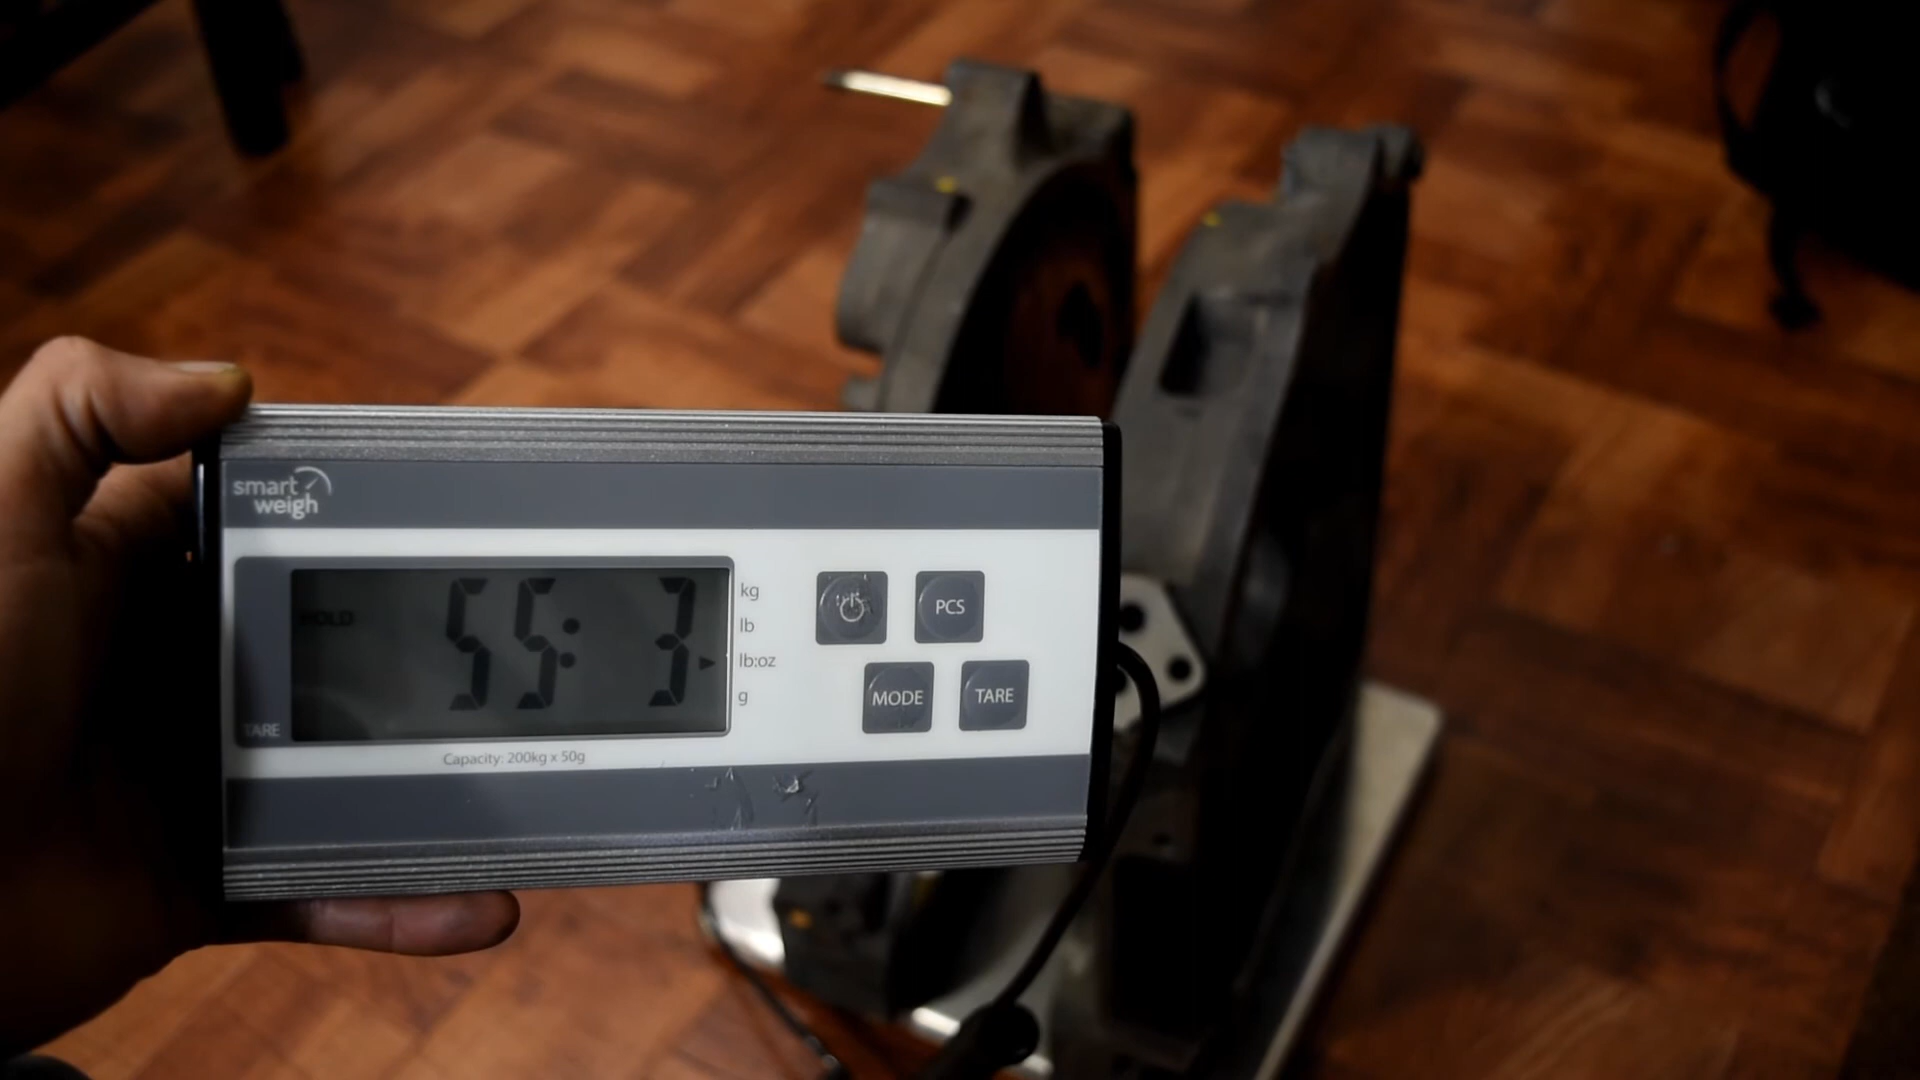 smart
weigh
HOLD
55: 3
kg
lb
lb:oz
g
TARE
PCS
MODE
TARE
Capacity: 200kg x 50g